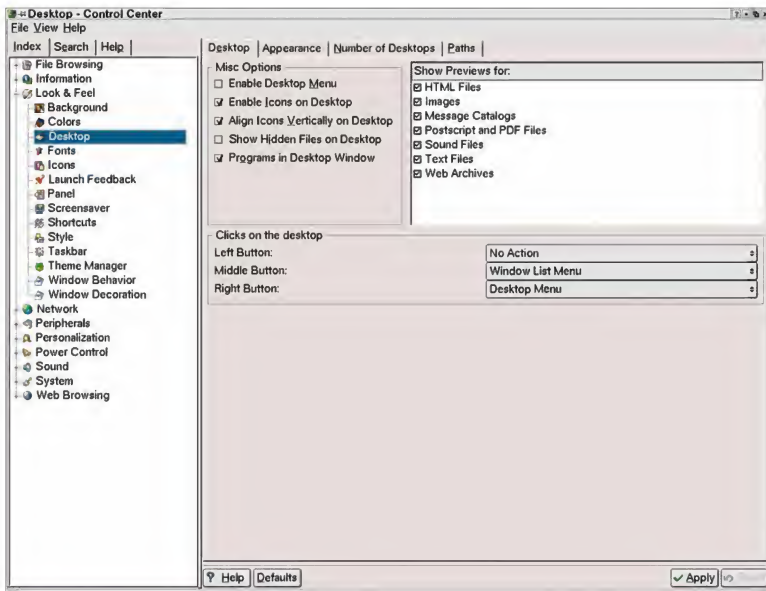 Desktop - Control Center
File View Help
Index Search Help
File Browsing
Information
Look & Feel
Background
Colors
Desktop
Fonts
Icons
Launch Feedback
Panel
Screensaver
Shortcuts
Style
Taskbar
Theme Manager
Window Behavior
Window Decoration
Network
Peripherals
Personalization
Power Control
Sound
System
Web Browsing
Desktop Appearance Number of Desktops Paths
Misc Options
Enable Desktop Menu
Enable Icons on Desktop
Align Icons Vertically on Desktop
Show Hidden Files on Desktop
Programs in Desktop Window
Show Previews for:
HTML Files
Images
Message Catalogs
Postscript and PDF Files
Sound Files
Text Files
Web Archives
Clicks on the desktop
Left Button: No Action
Middle Button: Window List Menu
Right Button: Desktop Menu
? Help Defaults Apply